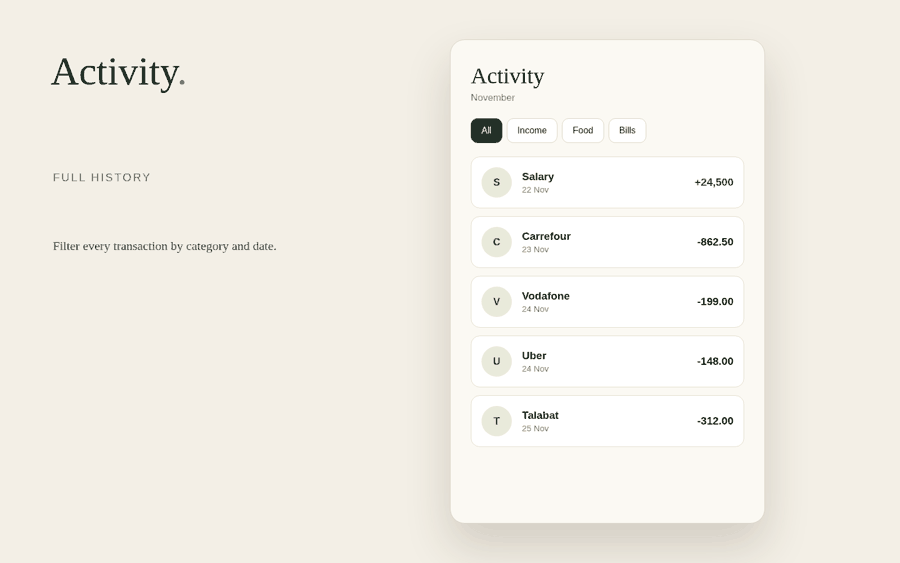 Activity.
FULL HISTORY
Filter every transaction by category and date.
Activity
November
All Income Food Bills
S Salary +24,500
22 Nov
C Carrefour -862.50
23 Nov
V Vodafone -199.00
24 Nov
U Uber -148.00
24 Nov
T Talabat -312.00
25 Nov